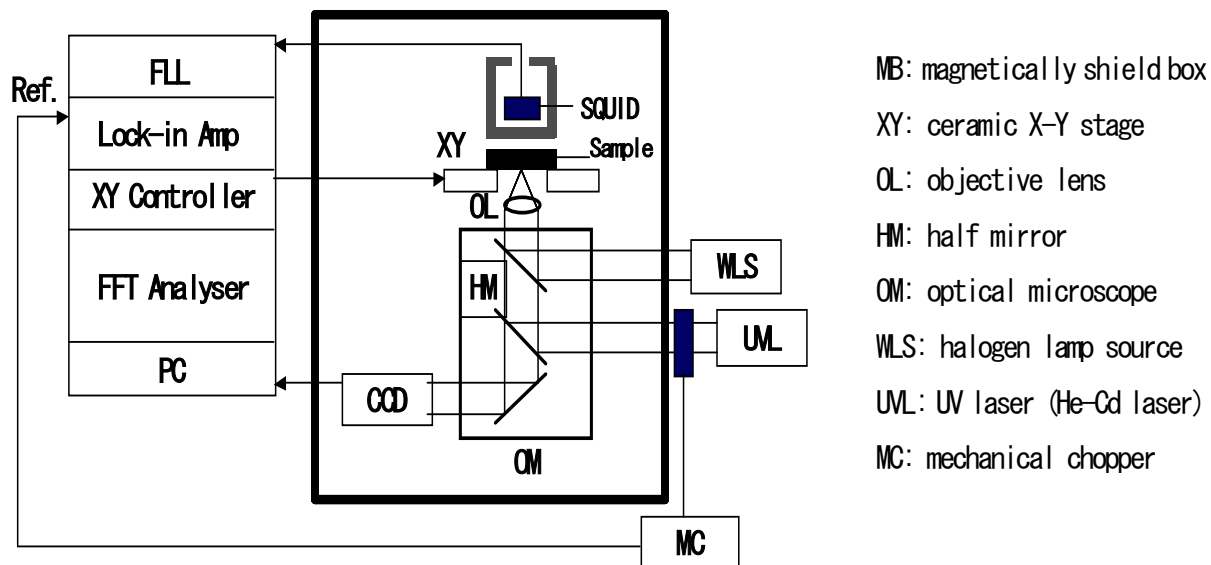 FLL
Ref.
Lock-in Amp
XY Controller
FFT Analyser
PC
SQUID
XY
Sample
OL
HM
WLS
UVL
CCD
OM
MC
MB: magnetically shield box
XY: ceramic X-Y stage
OL: objective lens
HM: half mirror
OM: optical microscope
WLS: halogen lamp source
UVL: UV laser (He-Cd laser)
MC: mechanical chopper